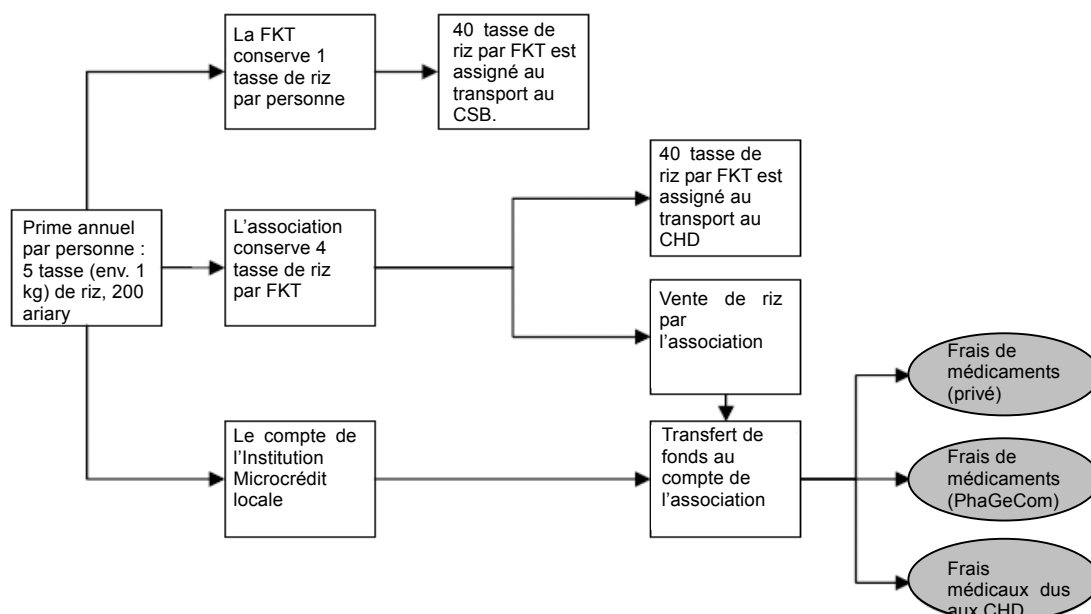 La FKT
conserve 1
tasse de riz
par personne
40 tasse de
riz par FKT est
assigné au
transport au
CSB.
40 tasse de
riz par FKT est
assigné au
transport au
CHD
Prime annuel
par personne :
5 tasse (env. 1
kg) de riz, 200
ariary
L'association
conserve 4
tasse de riz
par FKT
Vente de riz
par
l'association
Le compte de
l'Institution
Microcrédit
locale
Transfert de
fonds au
compte de
l'association
Frais de
médicaments
(privé)
Frais de
médicaments
(PhaGeCom)
Frais
médicaux dus
aux CHD